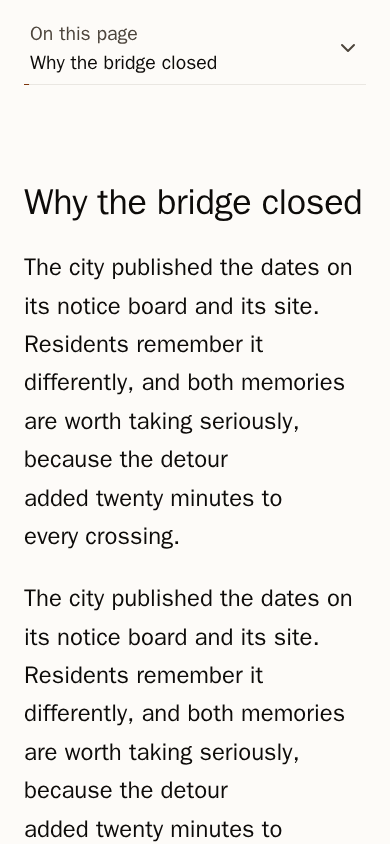 On this page
Why the bridge closed
Why the bridge closed
The city published the dates on
its notice board and its site.
Residents remember it
differently, and both memories
are worth taking seriously,
because the detour
added twenty minutes to
every crossing.
The city published the dates on
its notice board and its site.
Residents remember it
differently, and both memories
are worth taking seriously,
because the detour
added twenty minutes to